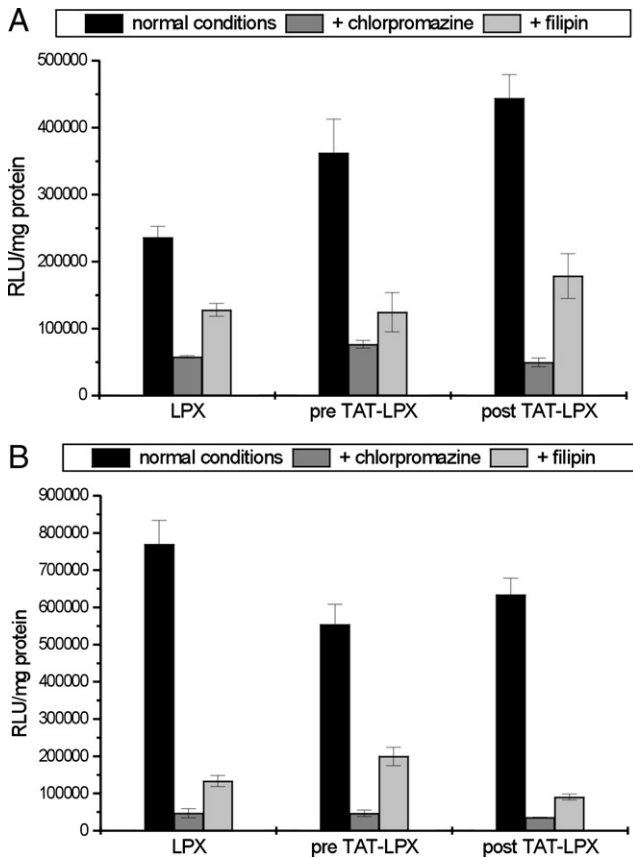 A
normal conditions + chlorpromazine + filipin
500000
400000
300000
200000
100000
0
RLU/mg protein
LPX pre TAT-LPX post TAT-LPX
B
normal conditions + chlorpromazine + filipin
900000
800000
700000
600000
500000
400000
300000
200000
100000
0
RLU/mg protein
LPX pre TAT-LPX post TAT-LPX